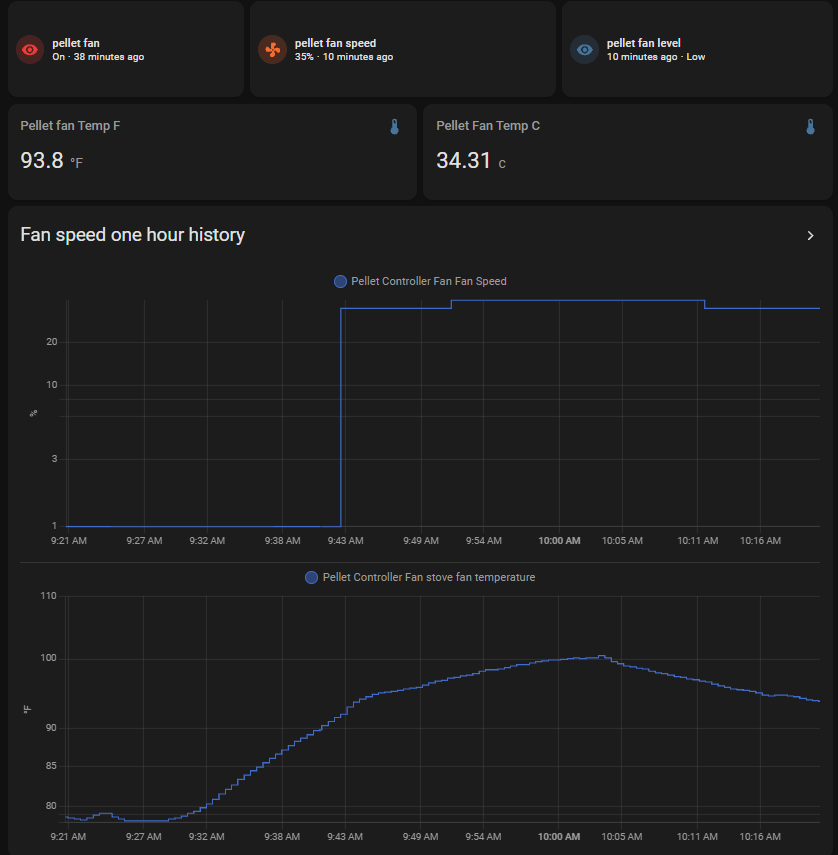 pellet fan
On · 38 minutes ago
pellet fan speed
35% · 10 minutes ago
pellet fan level
10 minutes ago · Low
Pellet fan Temp F
93.8 °F
Pellet Fan Temp C
34.31 c
Fan speed one hour history
Pellet Controller Fan Fan Speed
20
10
%
3
1
9:21 AM 9:27 AM 9:32 AM 9:38 AM 9:43 AM 9:49 AM 9:54 AM 10:00 AM 10:05 AM 10:11 AM 10:16 AM
Pellet Controller Fan stove fan temperature
110
100
°F
90
85
80
9:21 AM 9:27 AM 9:32 AM 9:38 AM 9:43 AM 9:49 AM 9:54 AM 10:00 AM 10:05 AM 10:11 AM 10:16 AM